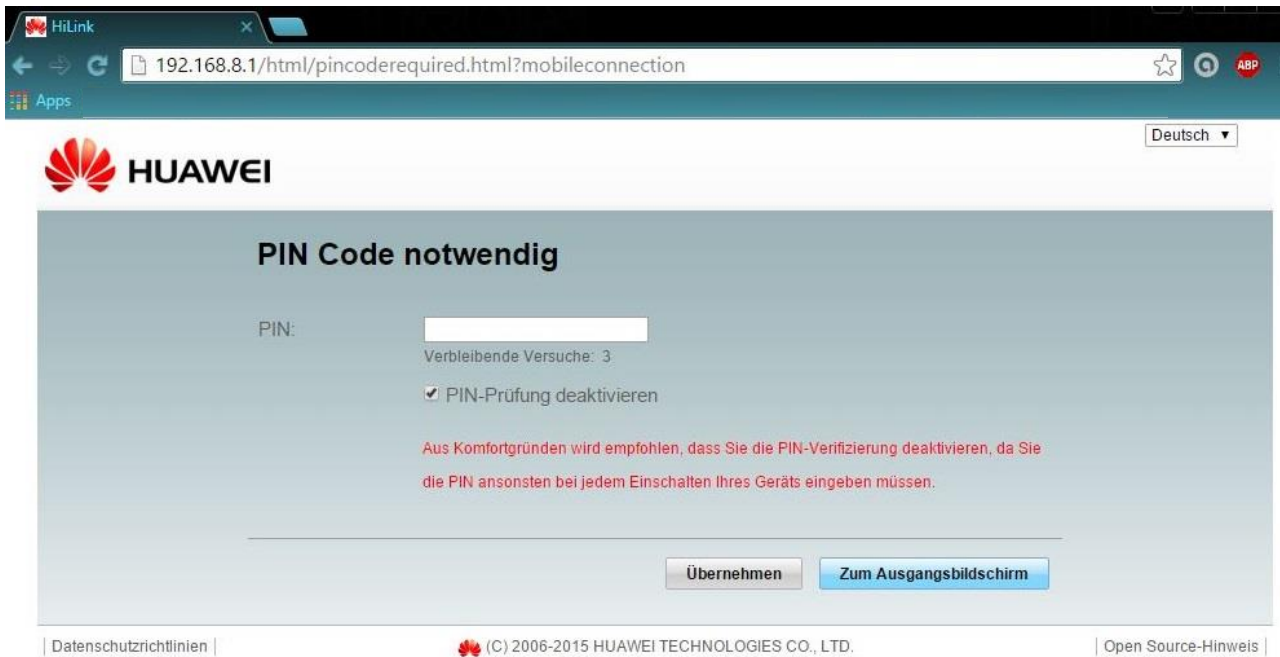 HiLink
192.168.8.1/html/pincoderequired.html?mobileconnection
ABP
Apps
Deutsch
HUAWEI
PIN Code notwendig
PIN:
Verbleibende Versuche: 3
PIN-Prüfung deaktivieren
Aus Komfortgründen wird empfohlen, dass Sie die PIN-Verifizierung deaktivieren, da Sie
die PIN ansonsten bei jedem Einschalten Ihres Geräts eingeben müssen.
Übernehmen Zum Ausgangsbildschirm
Datenschutzrichtlinien (C) 2006-2015 HUAWEI TECHNOLOGIES CO., LTD. Open Source-Hinweis